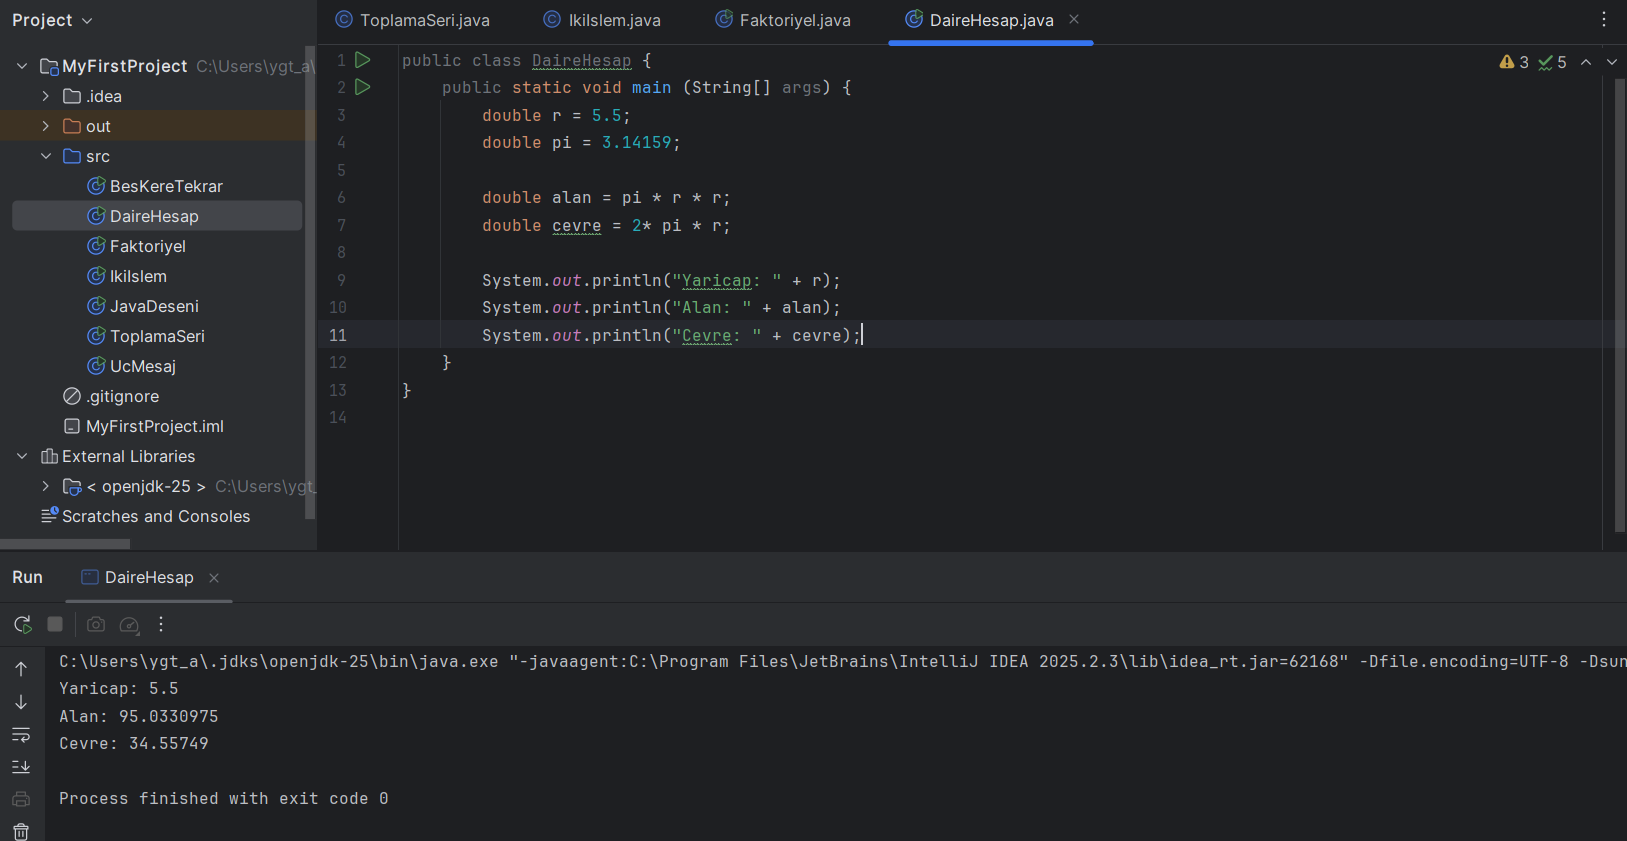 Project
ToplamaSeri.java
IkiIslem.java
Faktoriyel.java
DaireHesap.java
MyFirstProject C:\Users\ygt_a\
.idea
out
src
BesKereTekrar
DaireHesap
Faktoriyel
IkiIslem
JavaDeseni
ToplamaSeri
UcMesaj
.gitignore
MyFirstProject.iml
External Libraries
< openjdk-25 > C:\Users\ygt_
Scratches and Consoles
3 5
1 public class DaireHesap {
2 public static void main (String[] args) {
3 double r = 5.5;
4 double pi = 3.14159;
5
6 double alan = pi * r * r;
7 double cevre = 2* pi * r;
8
9 System.out.println("Yaricap: " + r);
10 System.out.println("Alan: " + alan);
11 System.out.println("Cevre: " + cevre);
12 }
13 }
14
Run
DaireHesap
C:\Users\ygt_a\.jdks\openjdk-25\bin\java.exe "-javaagent:C:\Program Files\JetBrains\IntelliJ IDEA 2025.2.3\lib\idea_rt.jar=62168" -Dfile.encoding=UTF-8 -Dsun
Yaricap: 5.5
Alan: 95.0330975
Cevre: 34.55749
Process finished with exit code 0